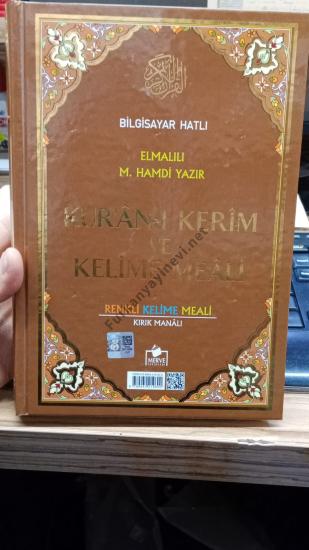 BİLGİSAYAR HATLI
ELMALILI
M. HAMDİ YAZIR
KUR'ÂN-I KERÎM
VE
KELİME MEALİ
Furkanyayinevi.net
RENKLİ KELİME MEALİ
KIRIK MANÂLI
MERVE